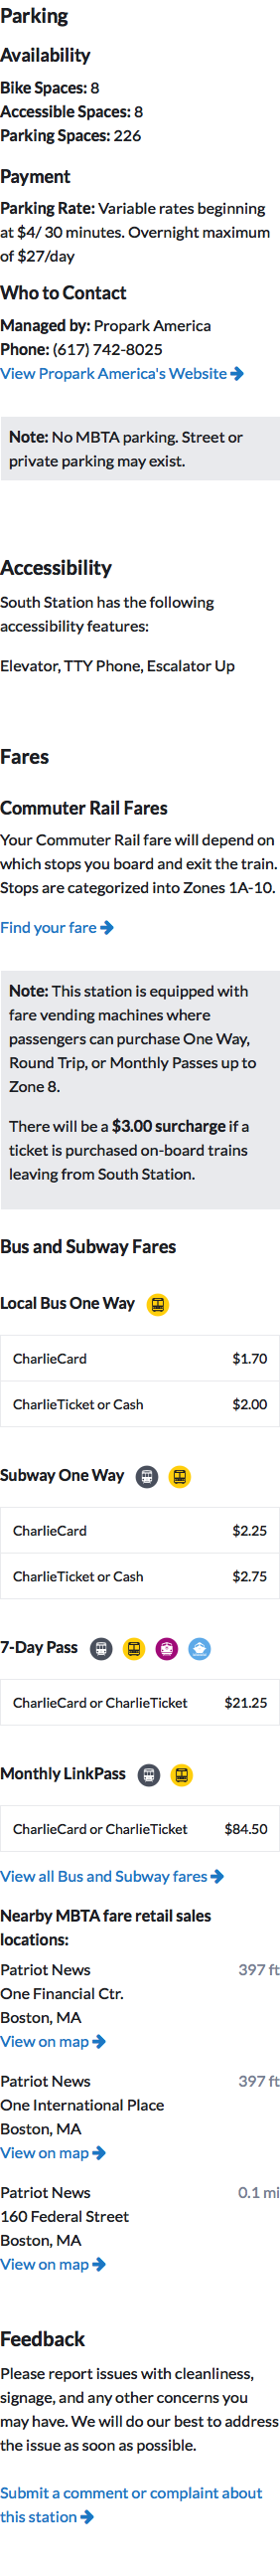 Parking
Availability
Bike Spaces: 8
Accessible Spaces: 8
Parking Spaces: 226
Payment
Parking Rate: Variable rates beginning
at $4/ 30 minutes. Overnight maximum
of $27/day
Who to Contact
Managed by: Propark America
Phone: (617) 742-8025
View Propark America's Website
Note: No MBTA parking. Street or
private parking may exist.
Accessibility
South Station has the following
accessibility features:
Elevator, TTY Phone, Escalator Up
Fares
Commuter Rail Fares
Your Commuter Rail fare will depend on
which stops you board and exit the train.
Stops are categorized into Zones 1A-10.
Find your fare
Note: This station is equipped with
fare vending machines where
passengers can purchase One Way,
Round Trip, or Monthly Passes up to
Zone 8.
There will be a $3.00 surcharge if a
ticket is purchased on-board trains
leaving from South Station.
Bus and Subway Fares
Local Bus One Way
CharlieCard $1.70
CharlieTicket or Cash $2.00
Subway One Way
CharlieCard $2.25
CharlieTicket or Cash $2.75
7-Day Pass
CharlieCard or CharlieTicket $21.25
Monthly LinkPass
CharlieCard or CharlieTicket $84.50
View all Bus and Subway fares
Nearby MBTA fare retail sales
locations:
Patriot News 397 ft
One Financial Ctr.
Boston, MA
View on map
Patriot News 397 ft
One International Place
Boston, MA
View on map
Patriot News 0.1 mi
160 Federal Street
Boston, MA
View on map
Feedback
Please report issues with cleanliness,
signage, and any other concerns you
may have. We will do our best to address
the issue as soon as possible.
Submit a comment or complaint about
this station